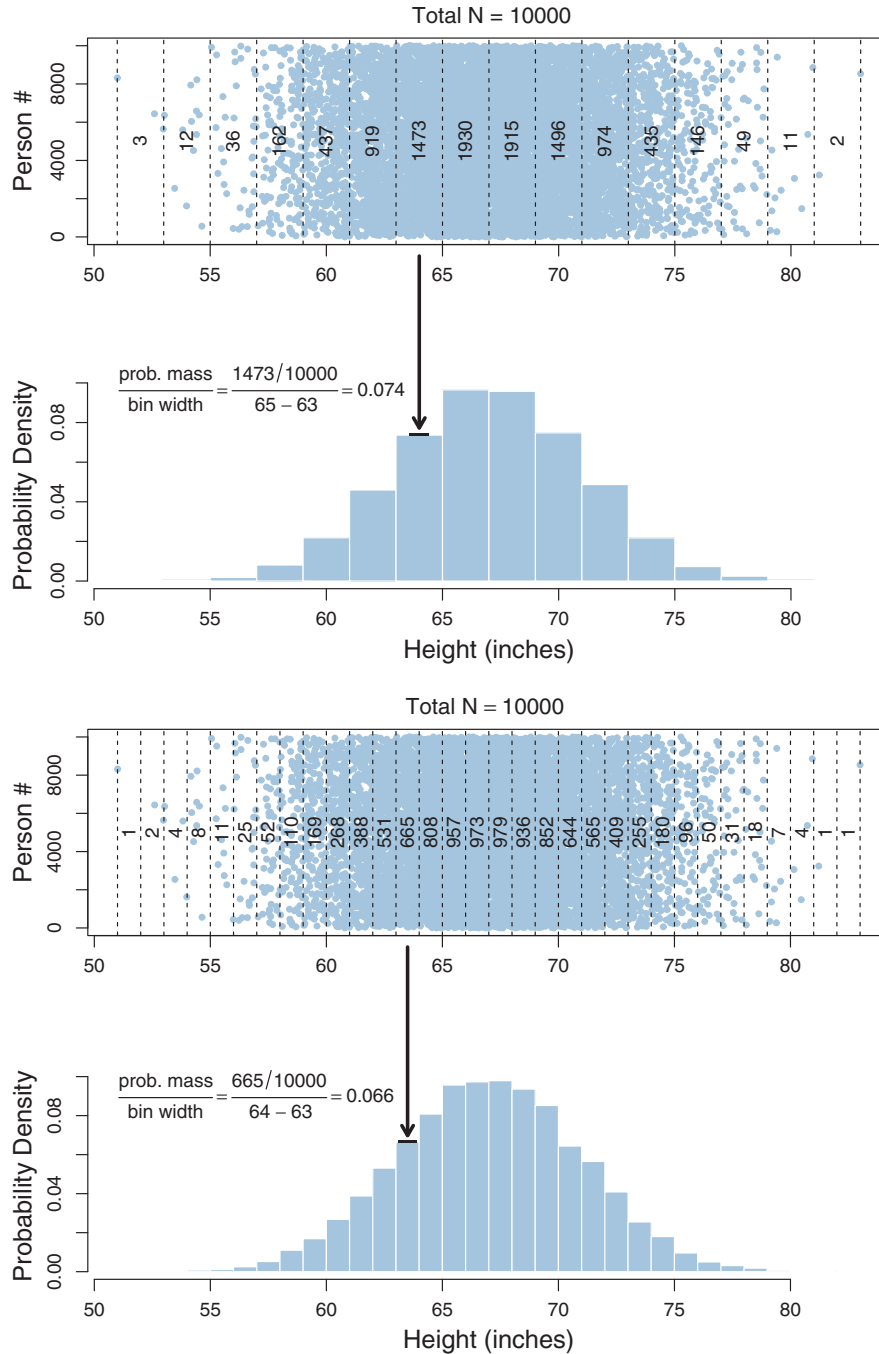 Total N = 10000
Person #
8000
4000
0
3 12 36 162 437 919 1473 1930 1915 1496 974 435 146 49 11 2
50 55 60 65 70 75 80
prob. mass / bin width = 1473/10000 / 65 − 63 = 0.074
Probability Density
0.08
0.04
0.00
50 55 60 65 70 75 80
Height (inches)
Total N = 10000
Person #
8000
4000
0
1 2 4 8 11 25 52 110 169 268 388 531 665 808 957 973 979 936 852 644 565 409 255 180 96 50 31 18 7 4 1 1
50 55 60 65 70 75 80
prob. mass / bin width = 665/10000 / 64 − 63 = 0.066
Probability Density
0.08
0.04
0.00
50 55 60 65 70 75 80
Height (inches)